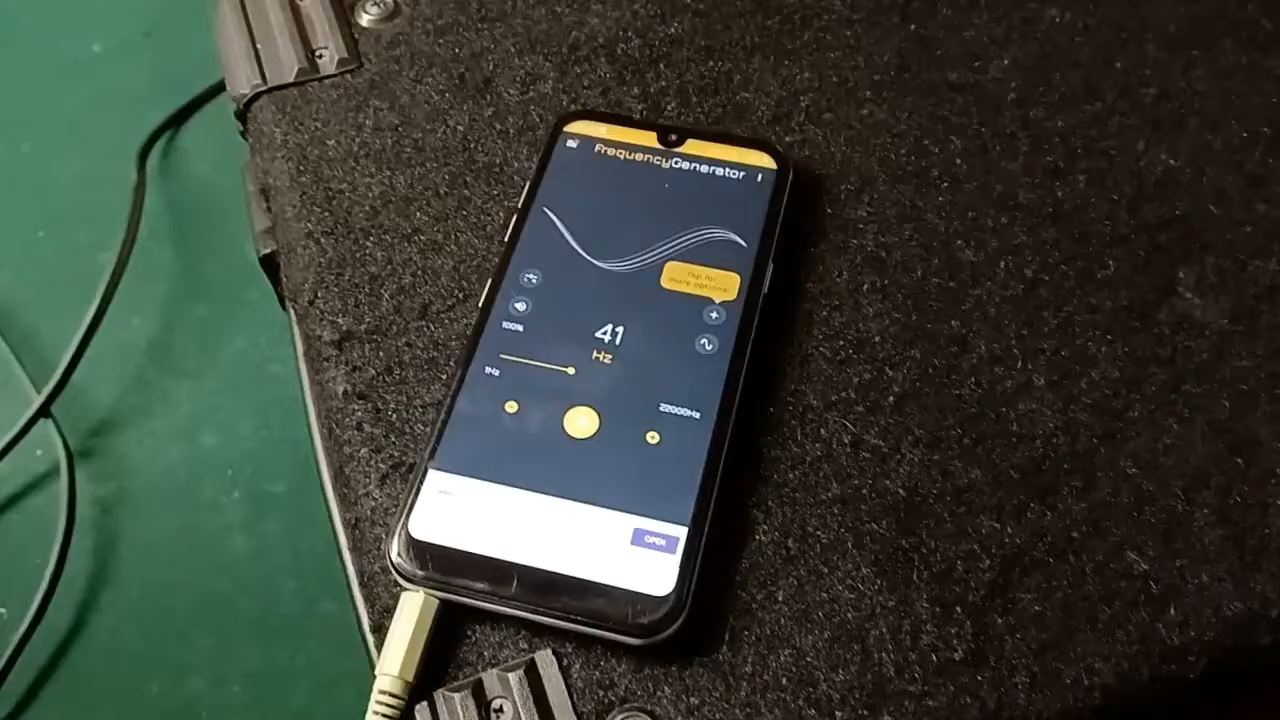 FrequencyGenerator
Tap for
more options
100%
41
Hz
1Hz
22000Hz
OPEN